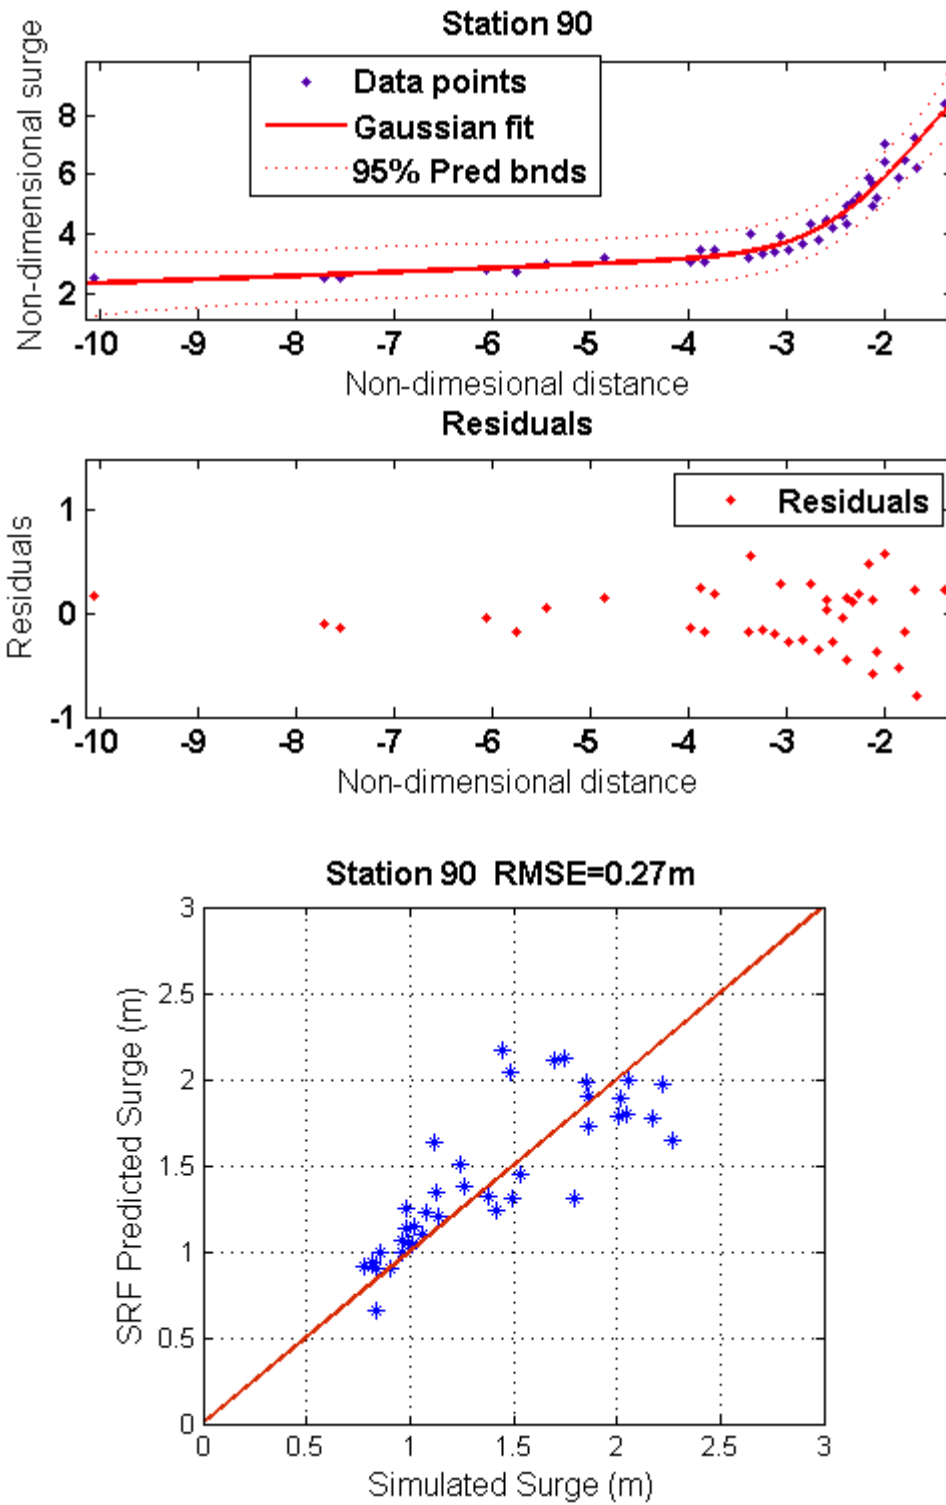 Station 90
Non-dimensional surge
Data points
Gaussian fit
95% Pred bnds
8
6
4
2
-10 -9 -8 -7 -6 -5 -4 -3 -2
Non-dimesional distance
Residuals
Residuals
Residuals
1
0
-1
-10 -9 -8 -7 -6 -5 -4 -3 -2
Non-dimensional distance
Station 90 RMSE=0.27m
SRF Predicted Surge (m)
3
2.5
2
1.5
1
0.5
0
0 0.5 1 1.5 2 2.5 3
Simulated Surge (m)